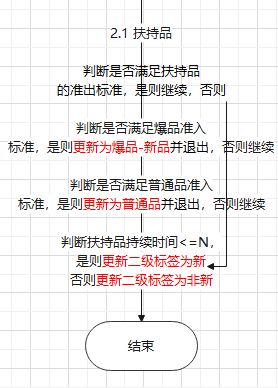 2.1 扶持品
判断是否满足扶持品
的准出标准，是则继续，否则
判断是否满足爆品准入
标准，是则更新为爆品-新品并退出，否则继续
判断是否满足普通品准入
标准，是则更新为普通品并退出，否则继续
判断扶持品持续时间<=N，
是则更新二级标签为新
否则更新二级标签为非新
结束